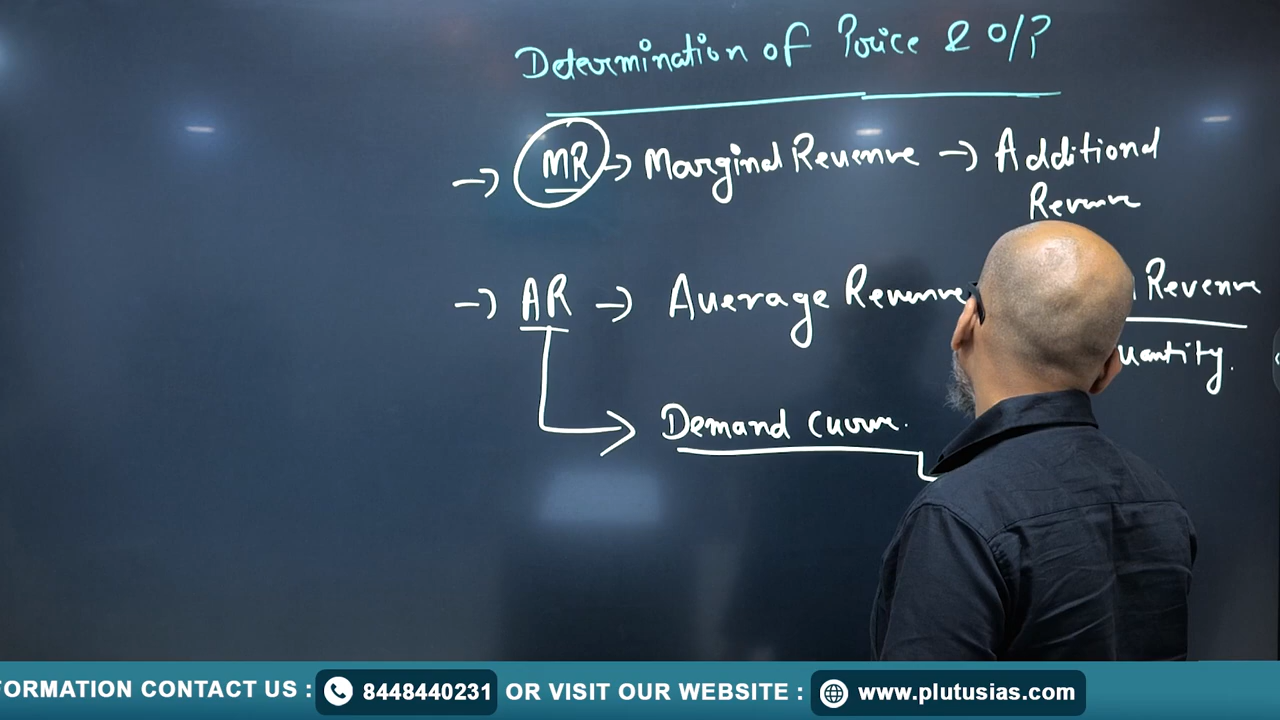 Determination of Price & O/P
→ MR → Marginal Revenue → Additional
Revenue
→ AR → Average Revenue Revenue
uantity.
Demand Curve.
FORMATION CONTACT US : 8448440231 OR VISIT OUR WEBSITE : www.plutusias.com